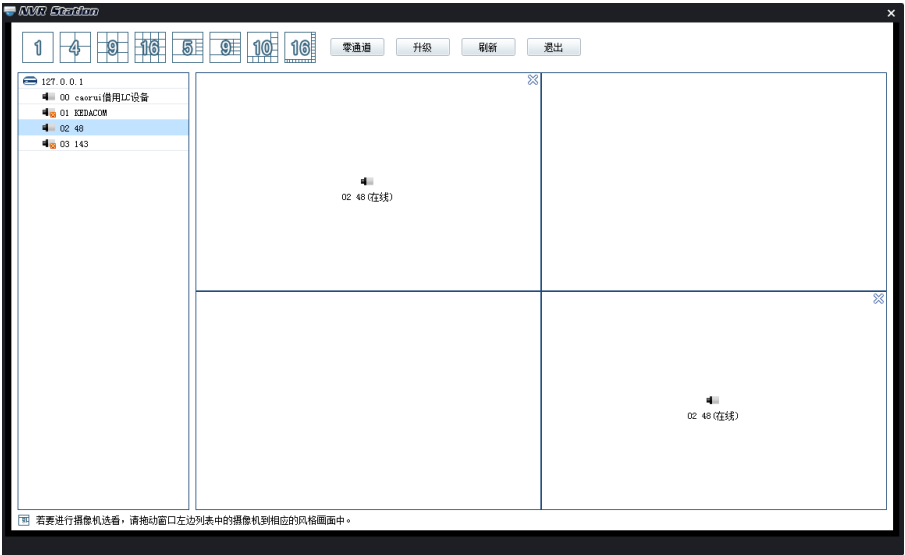 NVR Station
1 4 9 16 5 9 10 16 零通道 升级 刷新 退出
127.0.0.1
00 caorui借用LC设备
01 KEDACOM
02 48
03 143
02 48(在线)
02 48(在线)
若要进行摄像机选看，请拖动窗口左边列表中的摄像机到相应的风格画面中。